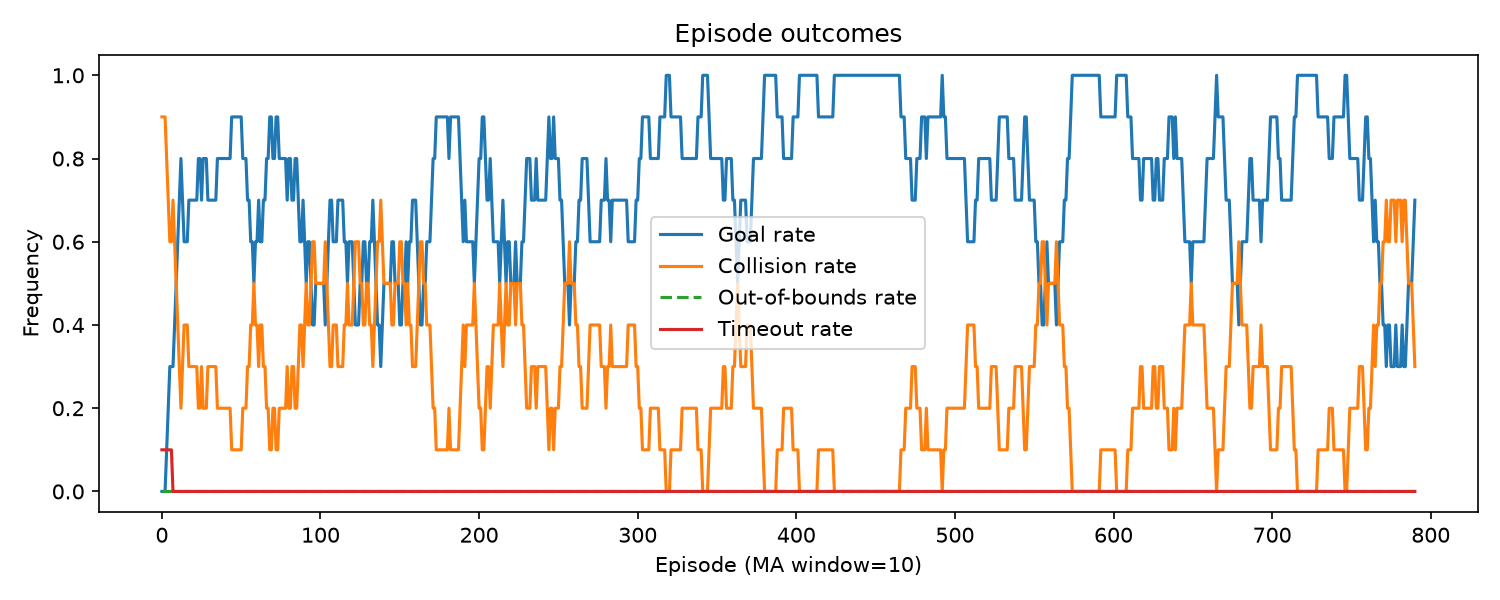 Episode outcomes
1.0
0.8
0.6
0.4
0.2
0.0
Frequency
Goal rate
Collision rate
Out-of-bounds rate
Timeout rate
0 100 200 300 400 500 600 700 800
Episode (MA window=10)